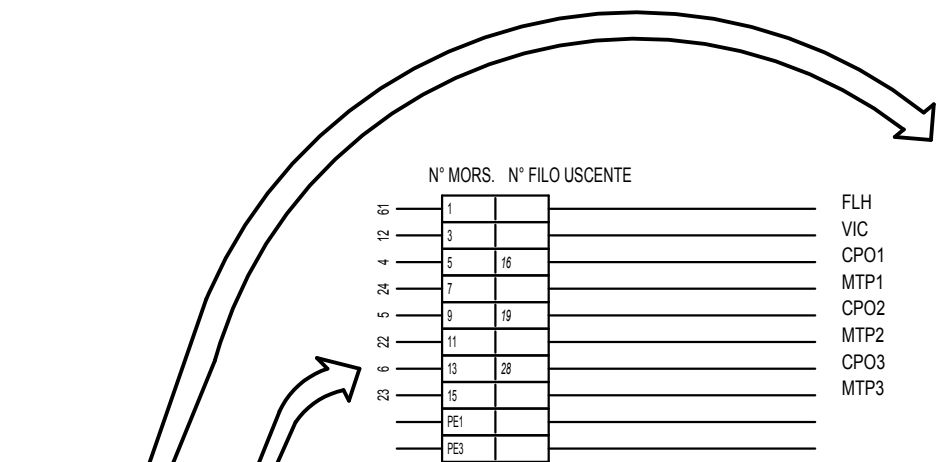 N° MORS. N° FILO USCENTE
61 1 FLH
12 3 VIC
4 5 16 CPO1
24 7 MTP1
5 9 19 CPO2
22 11 MTP2
6 13 28 CPO3
23 15 MTP3
PE1
PE3